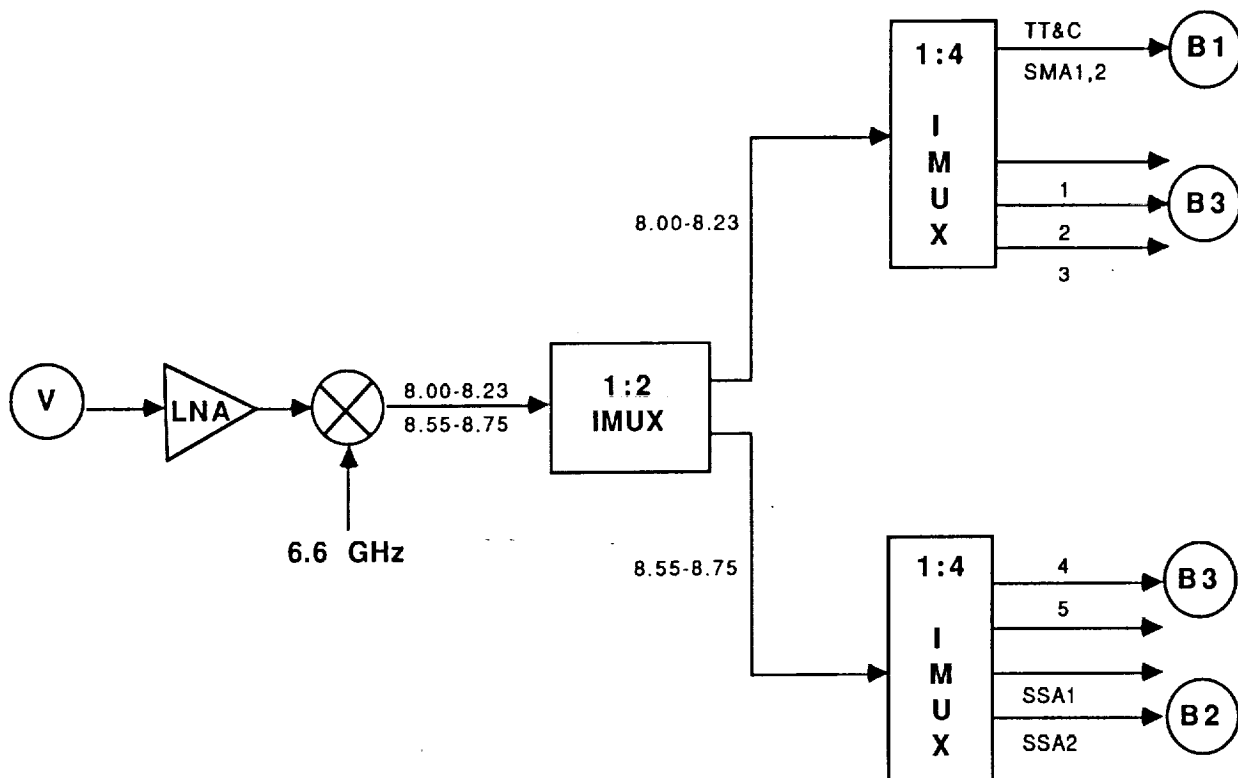 1:4
IMUX
TT&C
SMA1,2
B1
1
2
3
B3
8.00-8.23
V
LNA
8.00-8.23
8.55-8.75
6.6 GHz
1:2
IMUX
8.55-8.75
1:4
IMUX
4
5
B3
SSA1
SSA2
B2